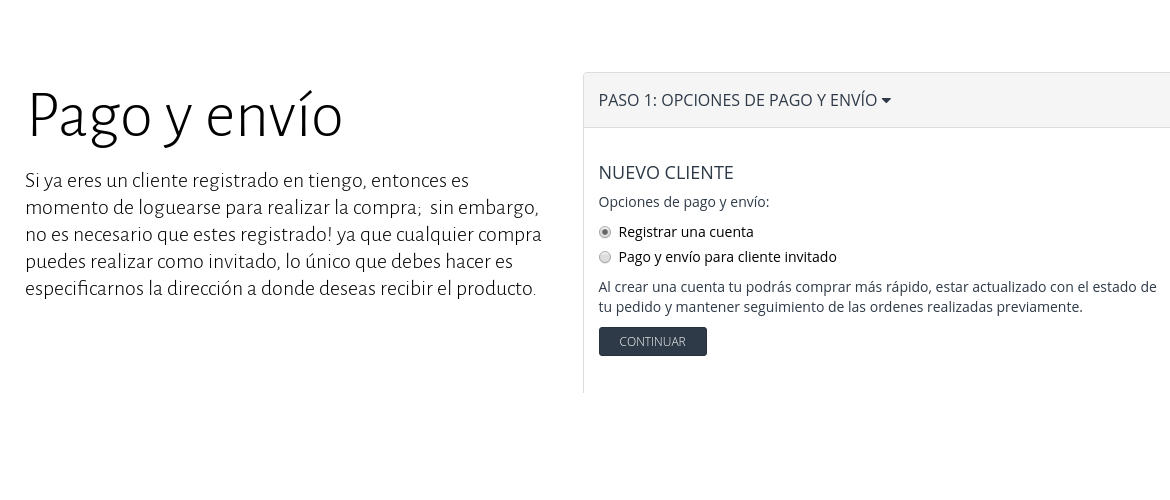 Pago y envío
Si ya eres un cliente registrado en tiengo, entonces es
momento de loguearse para realizar la compra;  sin embargo,
no es necesario que estes registrado! ya que cualquier compra
puedes realizar como invitado, lo único que debes hacer es
especificarnos la dirección a donde deseas recibir el producto.
PASO 1: OPCIONES DE PAGO Y ENVÍO
NUEVO CLIENTE
Opciones de pago y envío:
Registrar una cuenta
Pago y envío para cliente invitado
Al crear una cuenta tu podrás comprar más rápido, estar actualizado con el estado de
tu pedido y mantener seguimiento de las ordenes realizadas previamente.
CONTINUAR